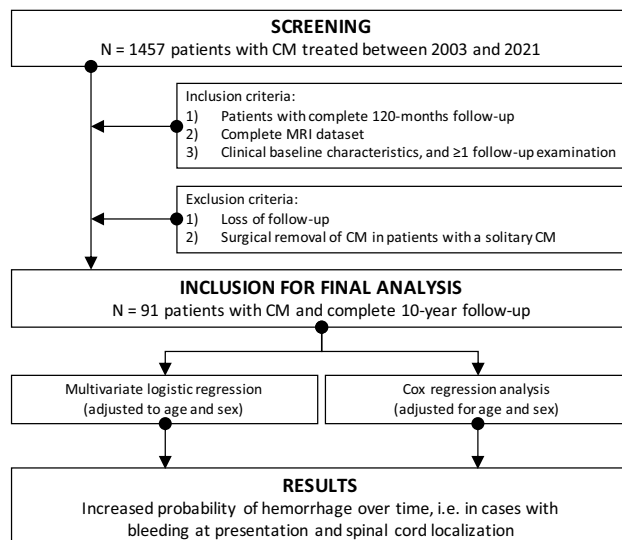 SCREENING
N = 1457 patients with CM treated between 2003 and 2021
Inclusion criteria:
1) Patients with complete 120-months follow-up
2) Complete MRI dataset
3) Clinical baseline characteristics, and ≥1 follow-up examination
Exclusion criteria:
1) Loss of follow-up
2) Surgical removal of CM in patients with a solitary CM
INCLUSION FOR FINAL ANALYSIS
N = 91 patients with CM and complete 10-year follow-up
Multivariate logistic regression
(adjusted to age and sex)
Cox regression analysis
(adjusted for age and sex)
RESULTS
Increased probability of hemorrhage over time, i.e. in cases with
bleeding at presentation and spinal cord localization